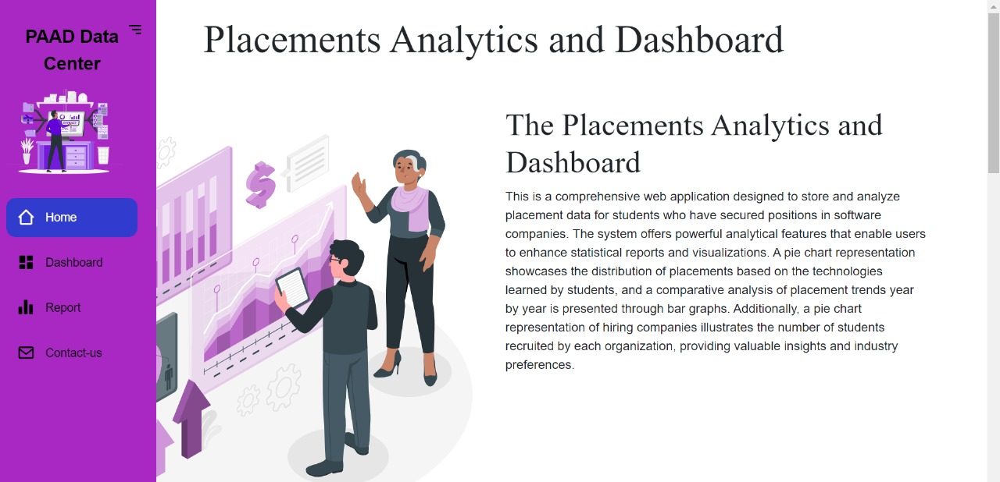 PAAD Data
Center
Home
Dashboard
Report
Contact-us
Placements Analytics and Dashboard
The Placements Analytics and
Dashboard
This is a comprehensive web application designed to store and analyze
placement data for students who have secured positions in software
companies. The system offers powerful analytical features that enable users
to enhance statistical reports and visualizations. A pie chart representation
showcases the distribution of placements based on the technologies
learned by students, and a comparative analysis of placement trends year
by year is presented through bar graphs. Additionally, a pie chart
representation of hiring companies illustrates the number of students
recruited by each organization, providing valuable insights and industry
preferences.